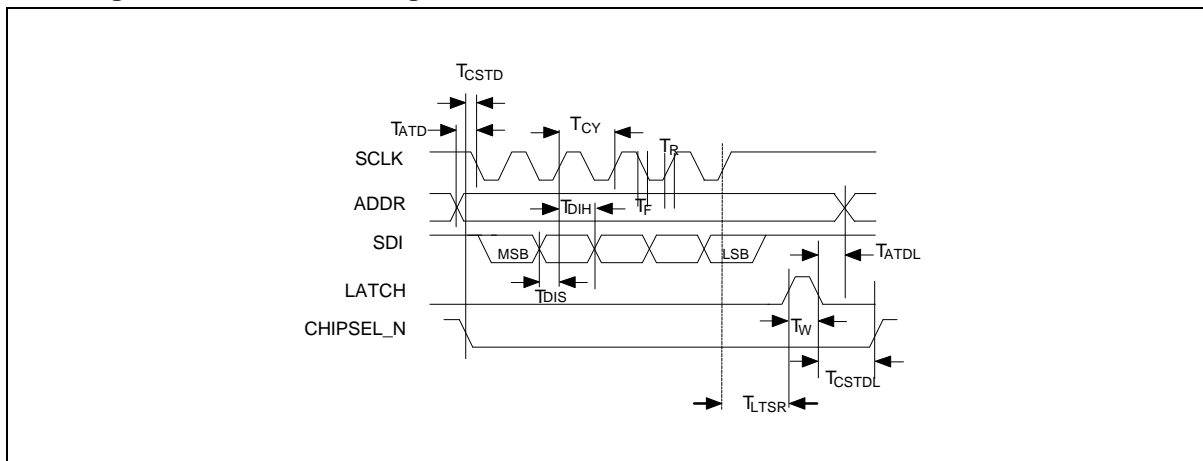 TCSTD
TATD
TCY
TR
SCLK
ADDR
TDIH
TF
SDI
MSB
LSB
TATDL
TDIS
LATCH
TW
CHIPSEL_N
TCSTDL
TLTSR